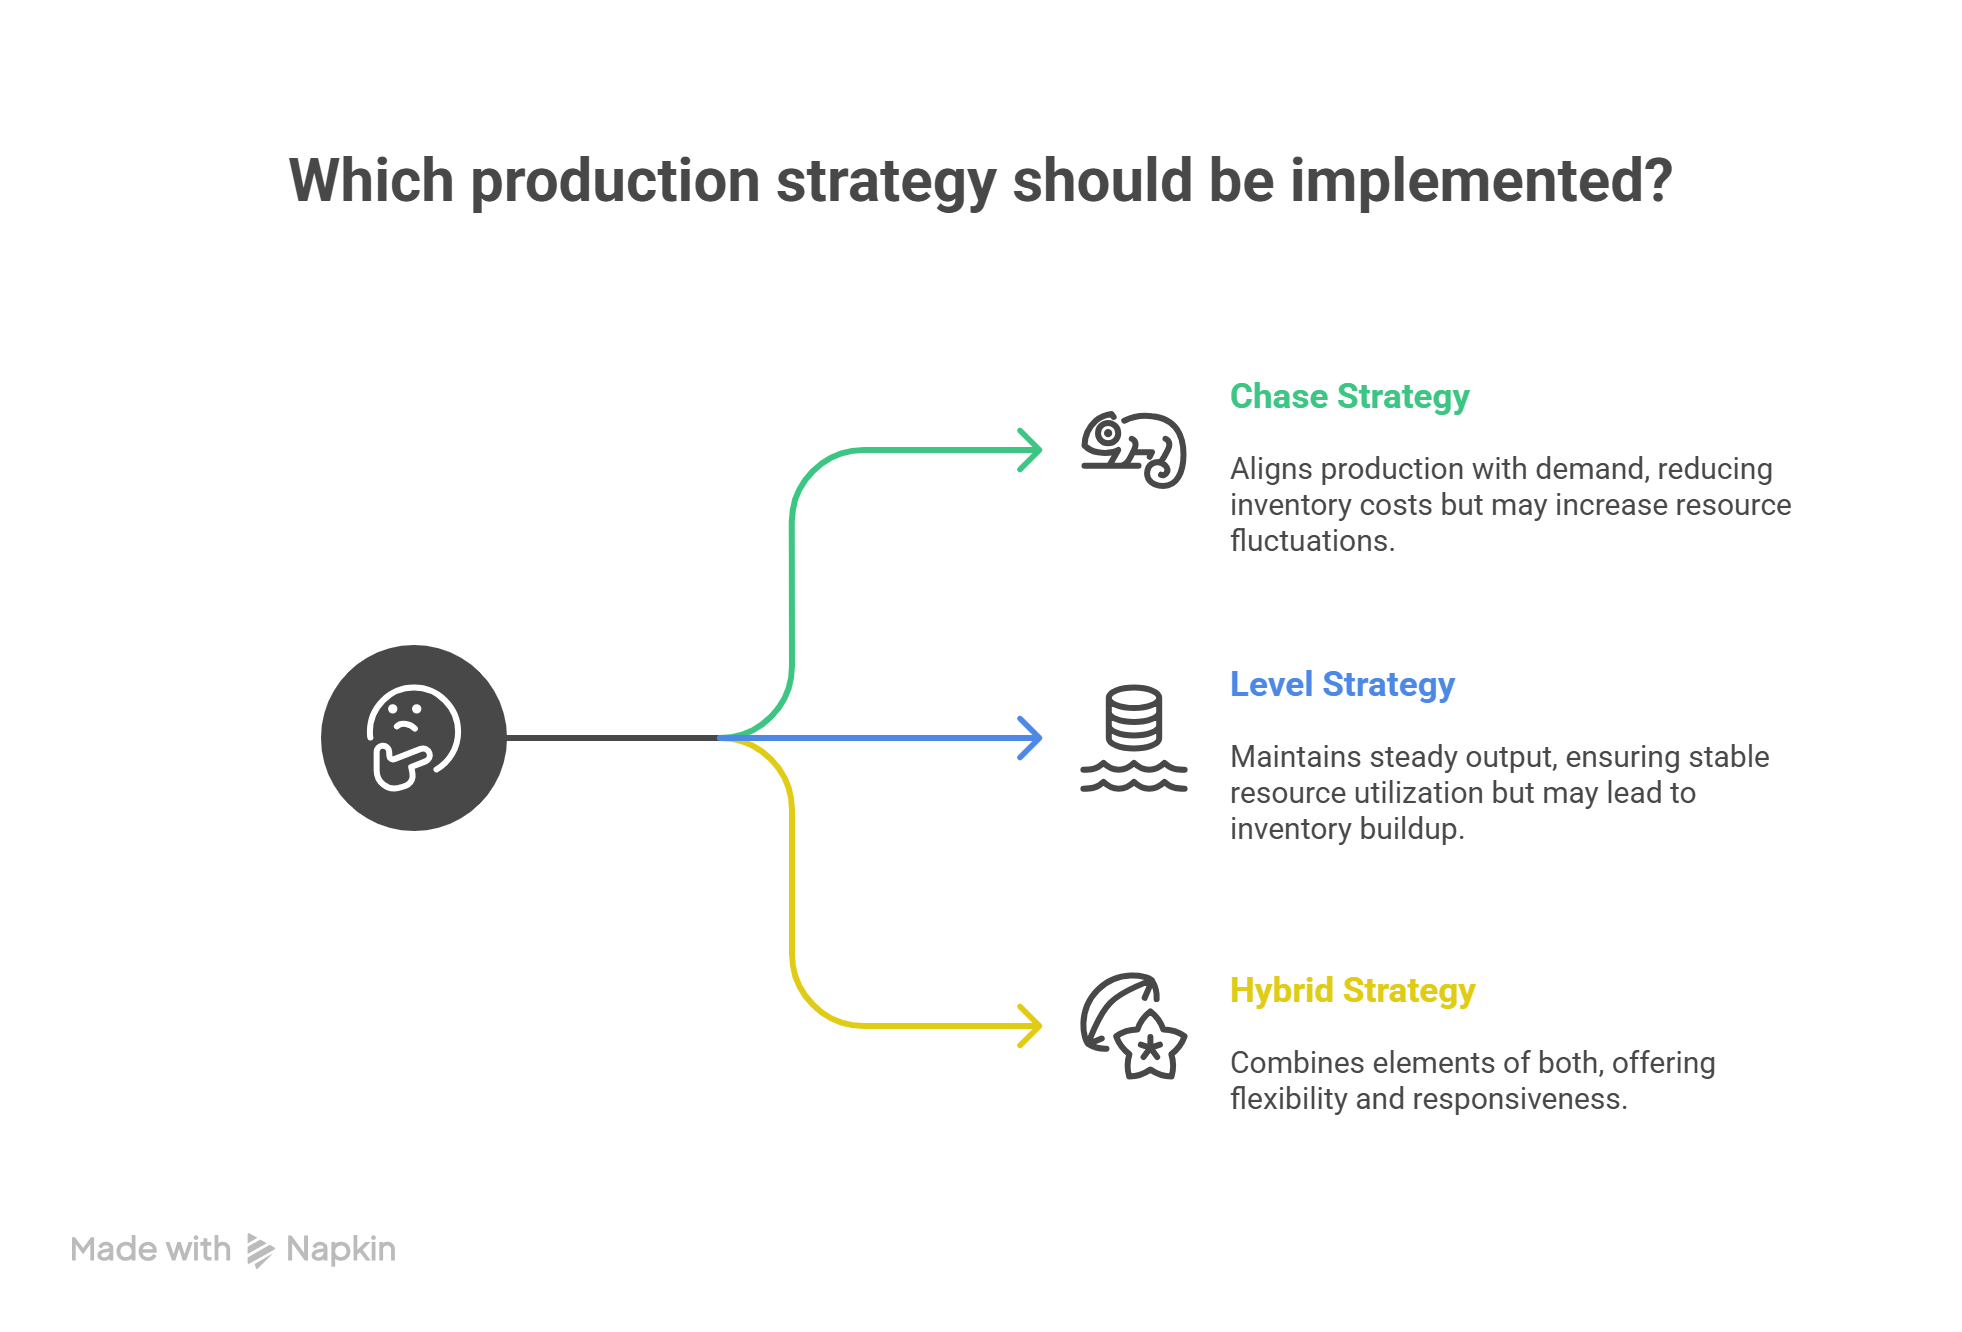 Which production strategy should be implemented?
Chase Strategy
Aligns production with demand, reducing
inventory costs but may increase resource
fluctuations.
Level Strategy
Maintains steady output, ensuring stable
resource utilization but may lead to
inventory buildup.
Hybrid Strategy
Combines elements of both, offering
flexibility and responsiveness.
Made with Napkin